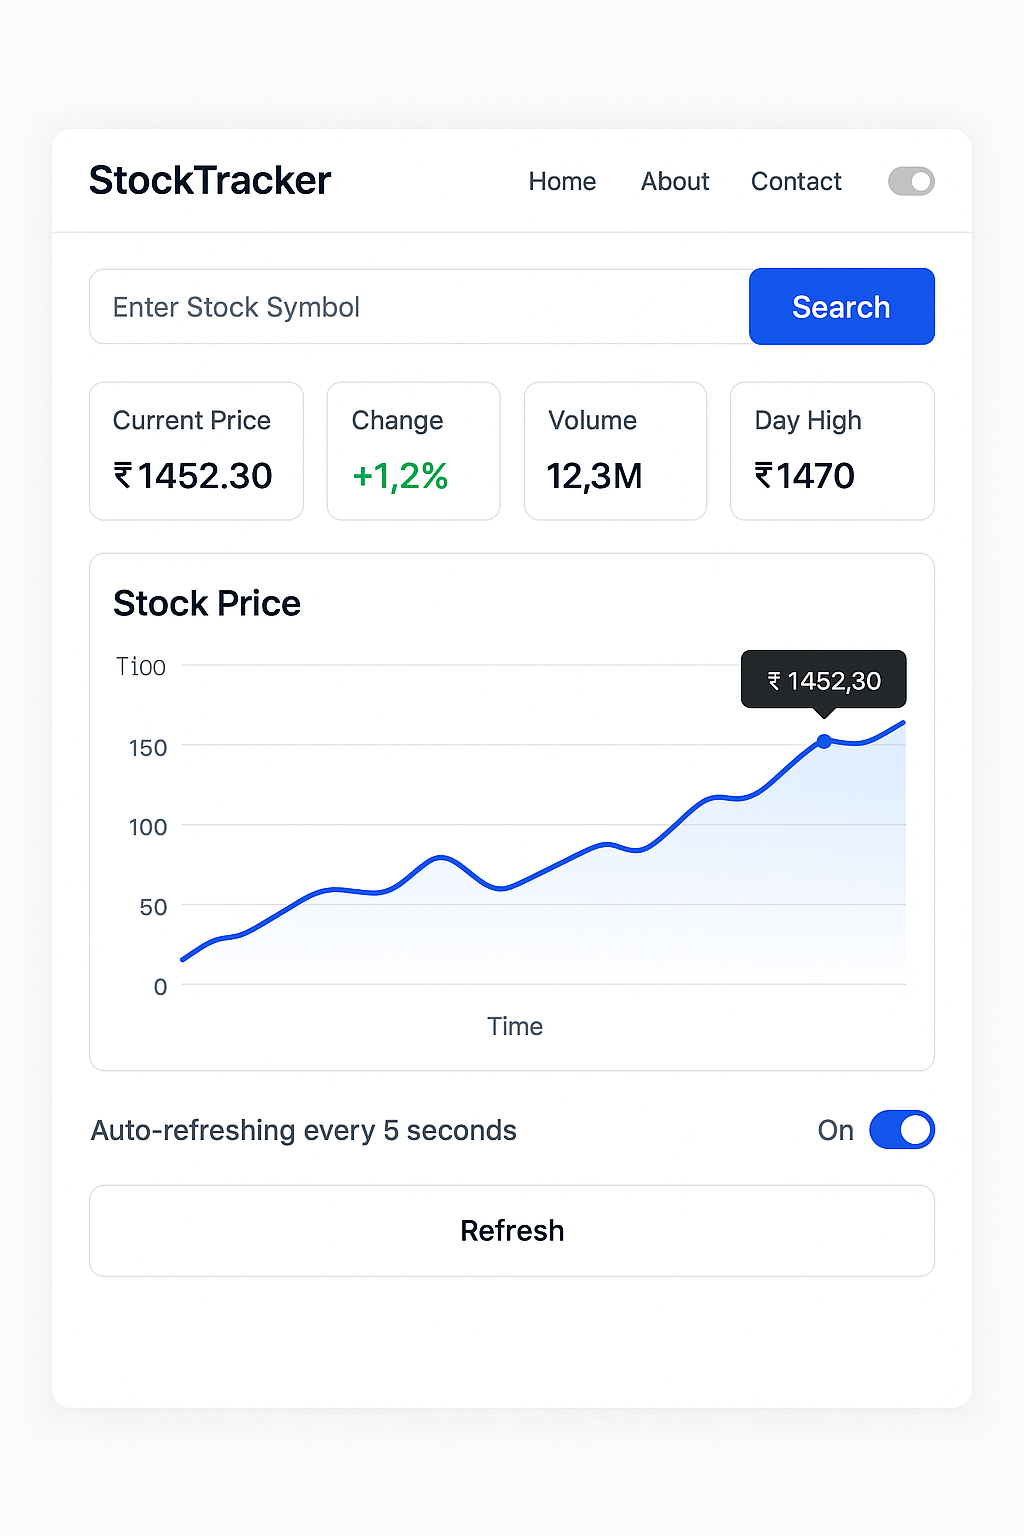 StockTracker Home About Contact
Enter Stock Symbol Search
Current Price Change Volume Day High
₹1452.30 +1,2% 12,3M ₹1470
Stock Price
Tioo
₹ 1452,30
150
100
50
0
Time
Auto-refreshing every 5 seconds On
Refresh